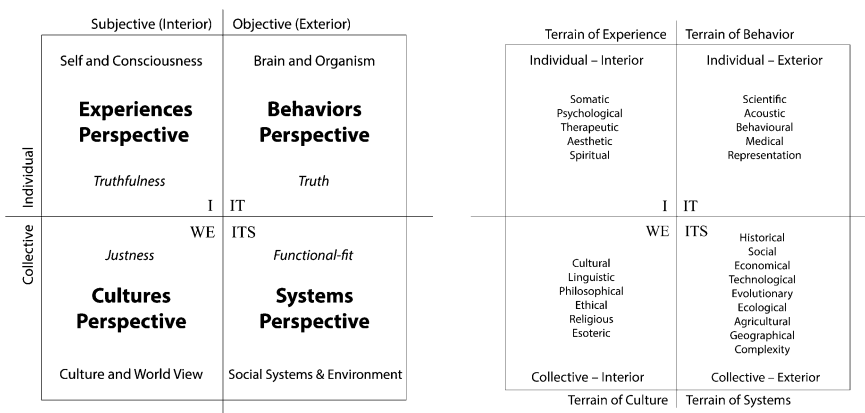 Subjective (Interior)
Objective (Exterior)
Individual
Collective
Self and Consciousness
Experiences
Perspective
Truthfulness
I
Brain and Organism
Behaviors
Perspective
Truth
IT
WE
Justness
Cultures
Perspective
Culture and World View
ITS
Functional-fit
Systems
Perspective
Social Systems & Environment
Terrain of Experience
Terrain of Behavior
Individual – Interior
Somatic
Psychological
Therapeutic
Aesthetic
Spiritual
I
Individual – Exterior
Scientific
Acoustic
Behavioural
Medical
Representation
IT
WE
Cultural
Linguistic
Philosophical
Ethical
Religious
Esoteric
Collective – Interior
Terrain of Culture
ITS
Historical
Social
Economical
Technological
Evolutionary
Ecological
Agricultural
Geographical
Complexity
Collective – Exterior
Terrain of Systems